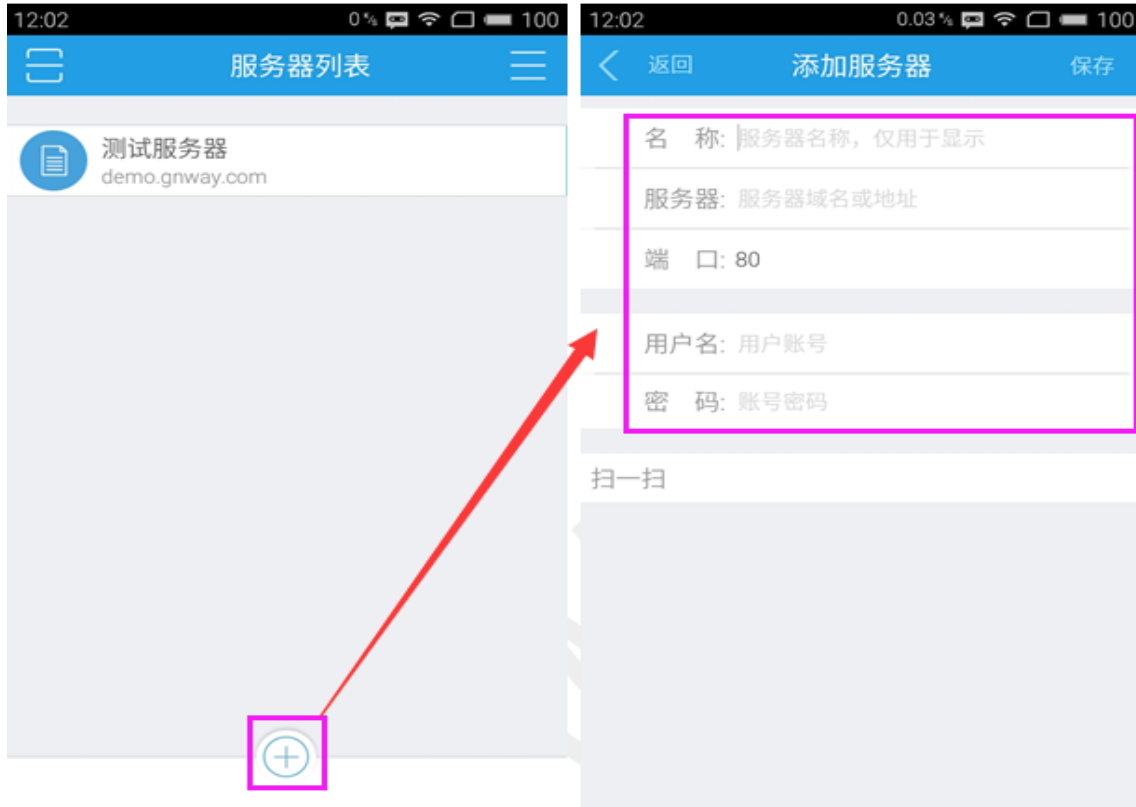 12:02
0 K/s
100
服务器列表
测试服务器
demo.gnway.com
12:02
0.03 K/s
100
返回
添加服务器
保存
名 称: 服务器名称，仅用于显示
服务器: 服务器域名或地址
端 口: 80
用户名: 用户账号
密 码: 账号密码
扫一扫